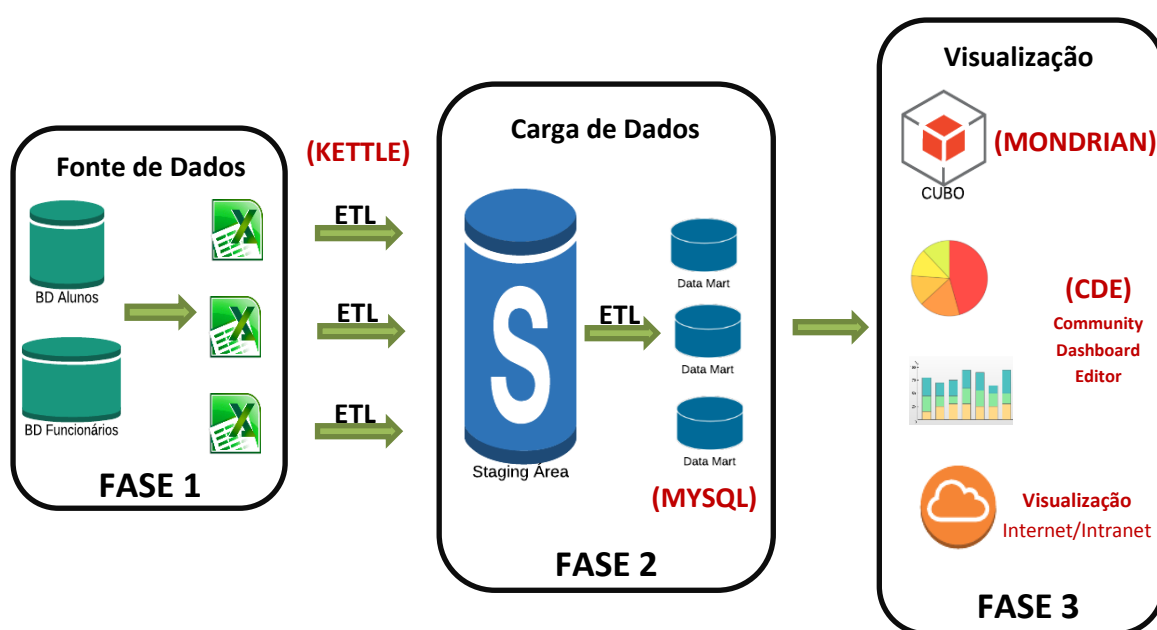 Fonte de Dados
BD Alunos
BD Funcionários
FASE 1
(KETTLE)
ETL
ETL
ETL
Carga de Dados
S
Staging Área
ETL
Data Mart
Data Mart
Data Mart
(MYSQL)
FASE 2
Visualização
CUBO
(MONDRIAN)
(CDE)
Community
Dashboard
Editor
Visualização
Internet/Intranet
FASE 3